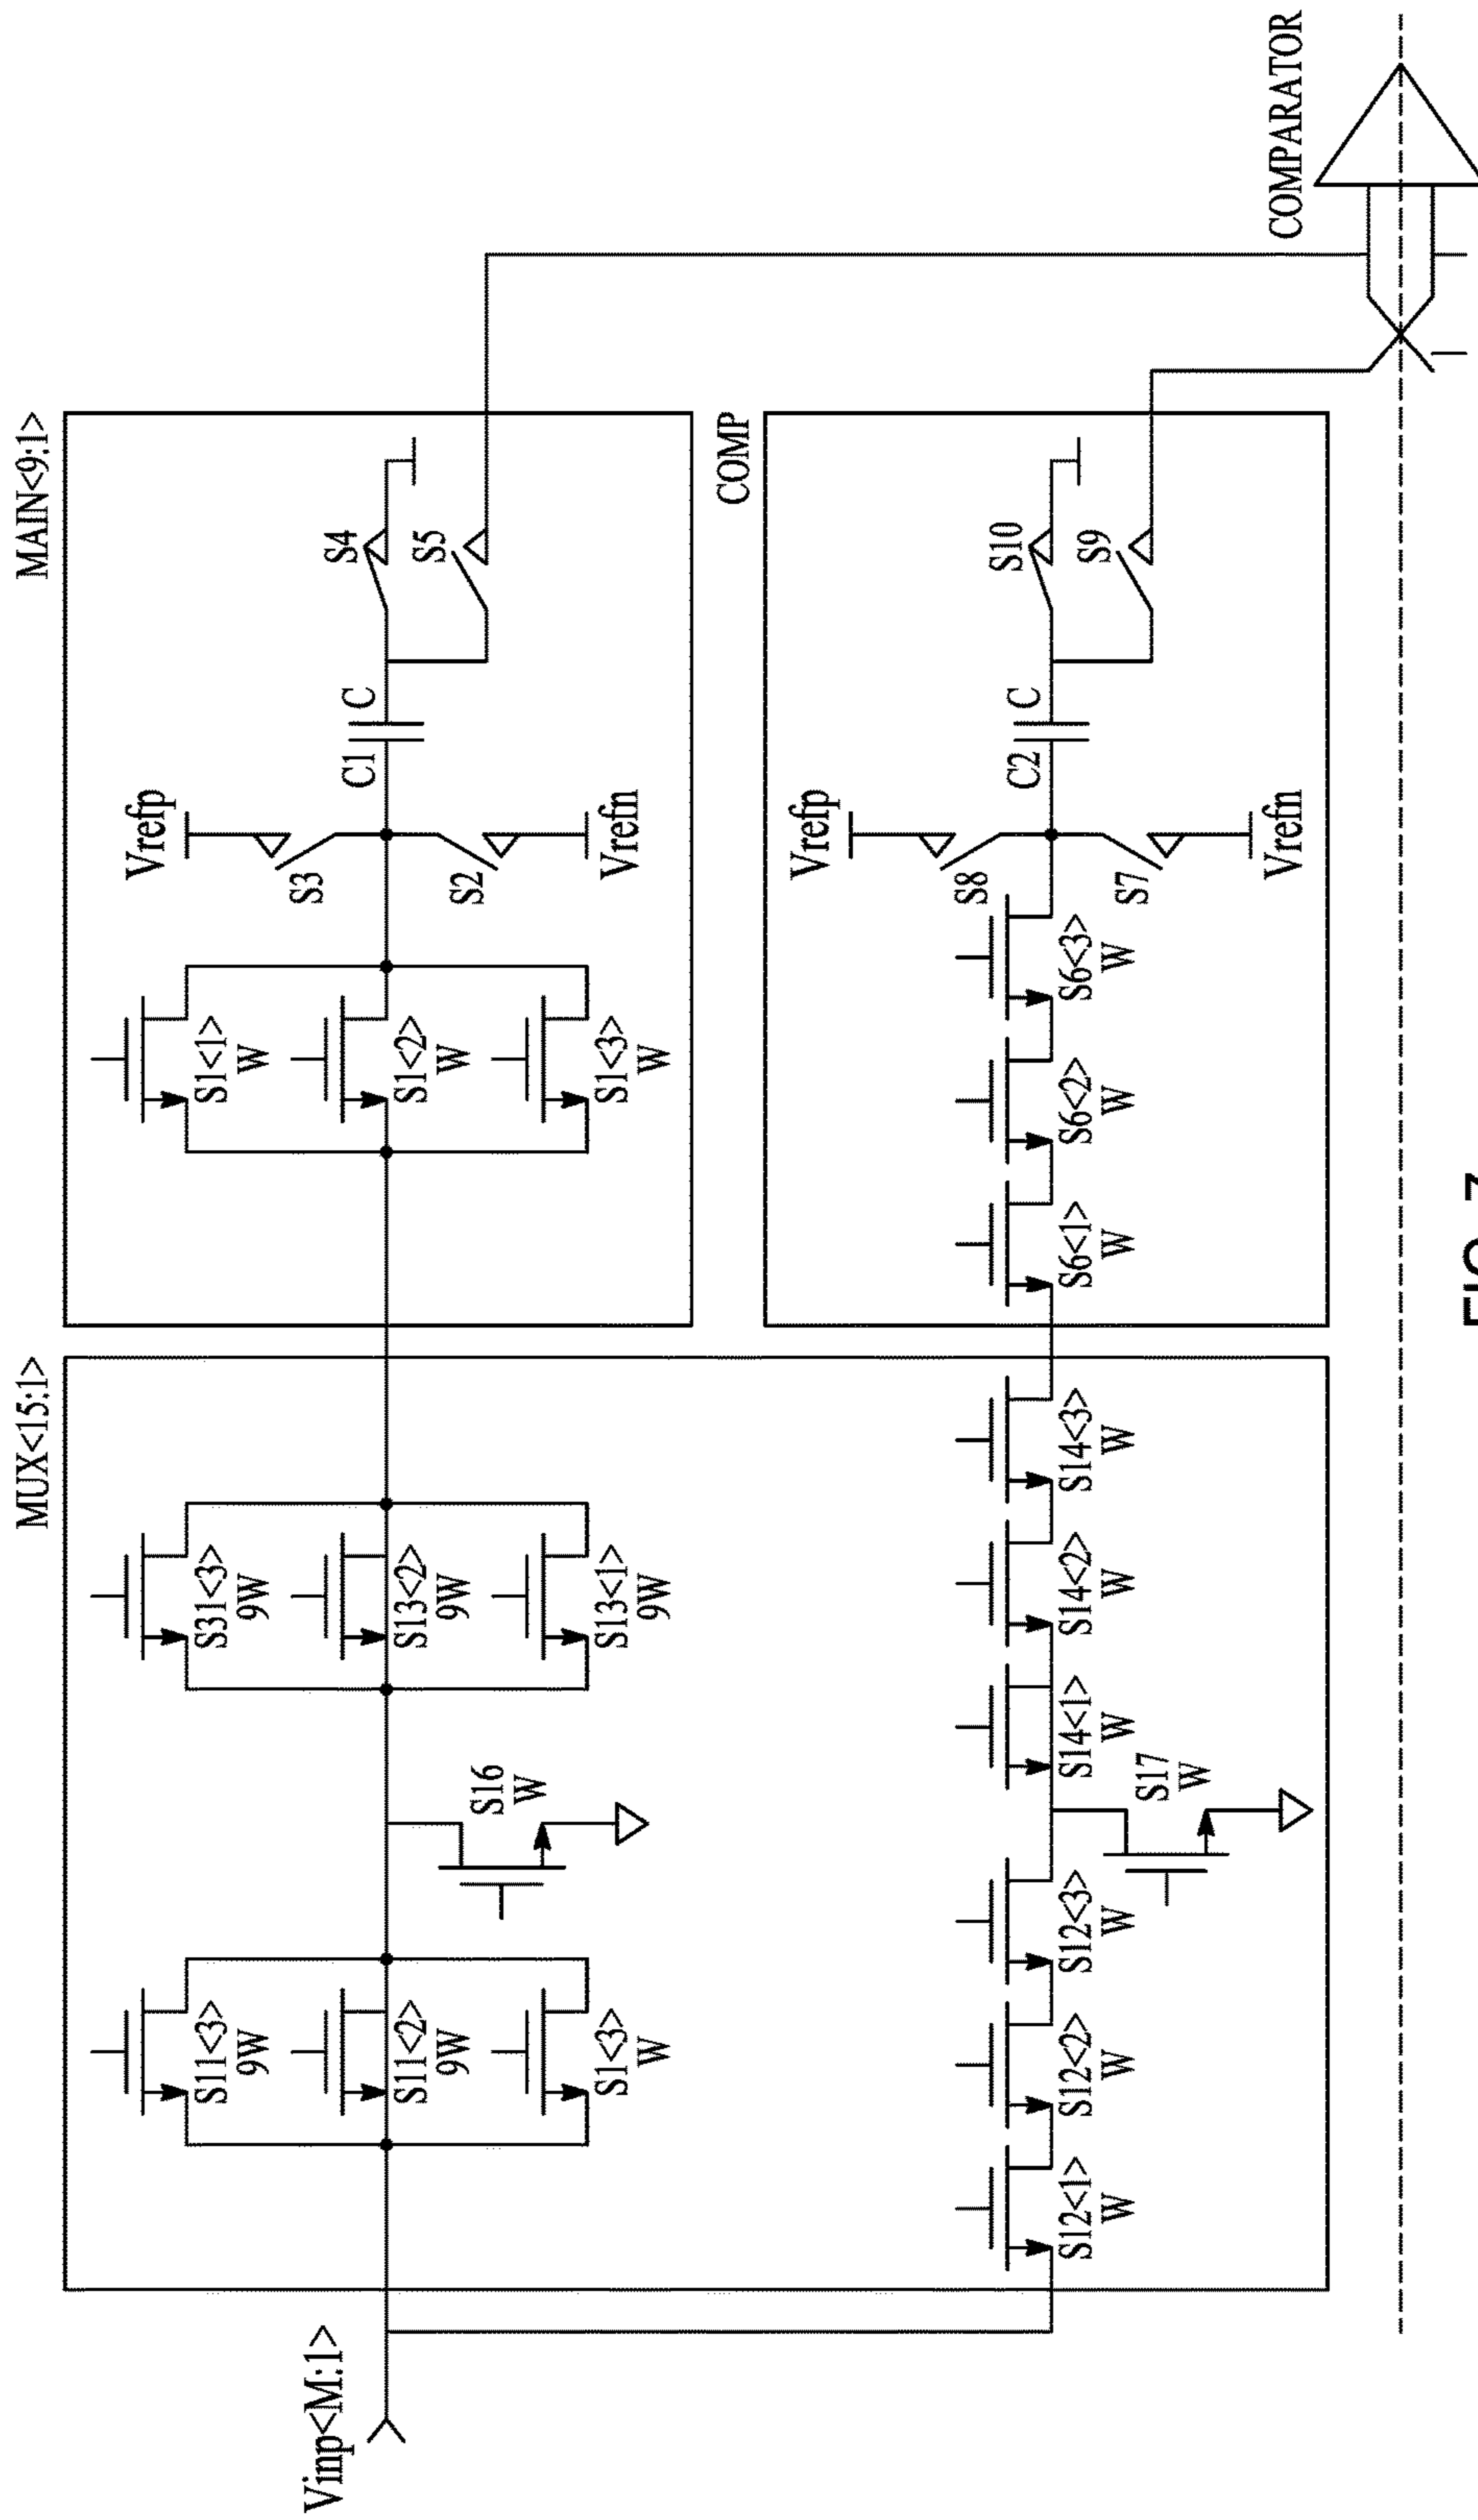 MUX<15:1>
MAIN<9:1>
Vinp<M:1>
S11<3>
9W
S11<2>
9W
S1<3>
W
S16
W
S31<3>
9W
S13<2>
9W
S13<1>
9W
S1<1>
W
S1<2>
W
S1<3>
W
Vrefp
S3
S2
Vrefn
C1
C
S4
S5
COMP
S12<1>
W
S12<2>
W
S12<3>
W
S17
W
S14<1>
W
S14<2>
W
S14<3>
W
S6<1>
W
S6<2>
W
S6<3>
W
Vrefp
S8
S7
Vrefn
C2
C
S10
S9
COMPARATOR